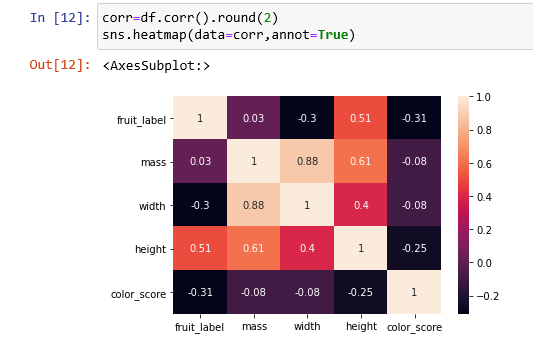 In [12]: corr=df.corr().round(2)
sns.heatmap(data=corr,annot=True)
Out[12]: <AxesSubplot:>
fruit_label 1 0.03 -0.3 0.51 -0.31
mass 0.03 1 0.88 0.61 -0.08
width -0.3 0.88 1 0.4 -0.08
height 0.51 0.61 0.4 1 -0.25
color_score -0.31 -0.08 -0.08 -0.25 1
fruit_label mass width height color_score
1.0
0.8
0.6
0.4
0.2
0.0
−0.2